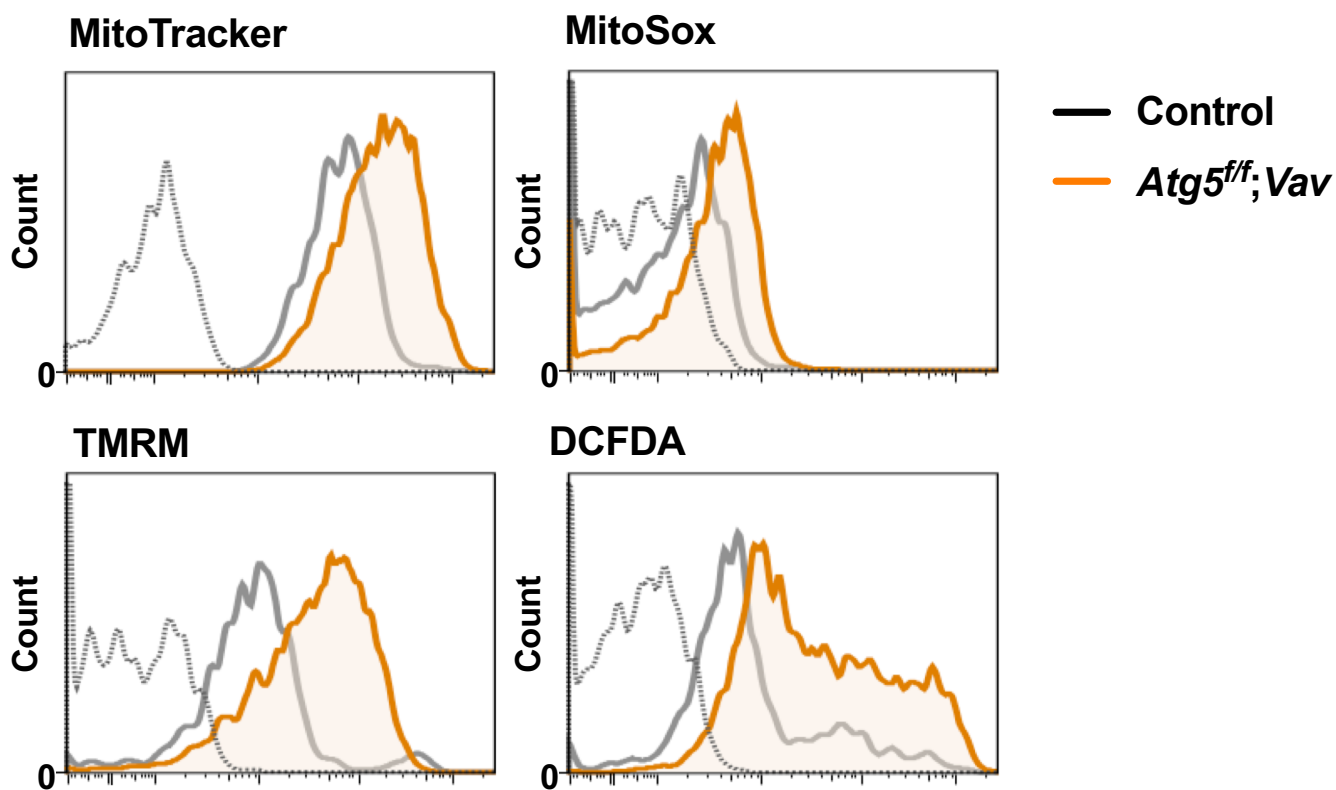 MitoTracker
MitoSox
Count
0
Count
0
Control
Atg5f/f;Vav
TMRM
DCFDA
Count
0
Count
0